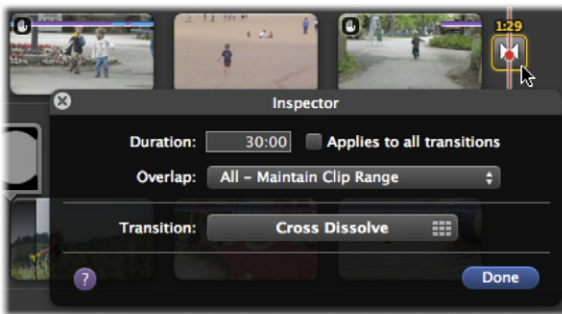 1:29
Inspector
Duration: 30:00 Applies to all transitions
Overlap: All – Maintain Clip Range
Transition: Cross Dissolve
? Done